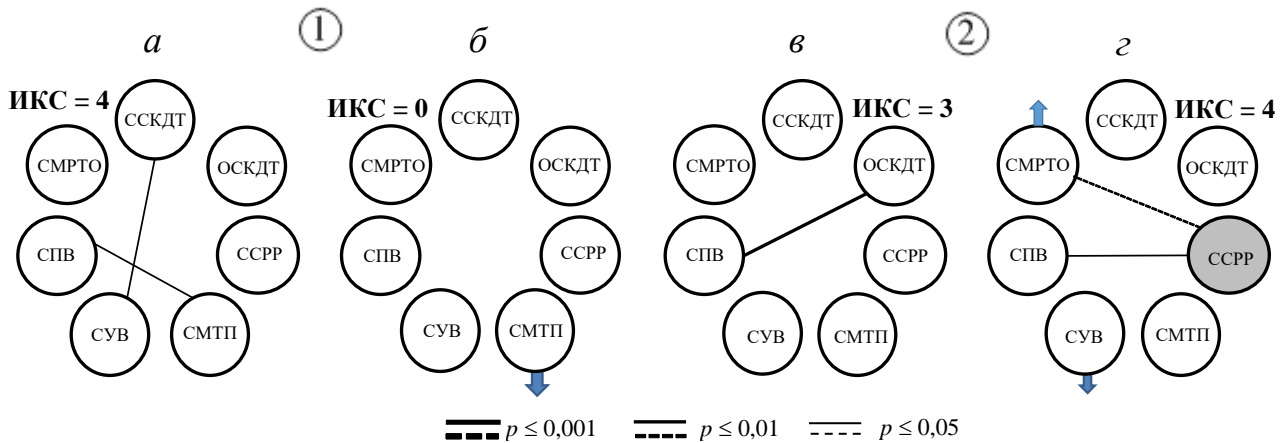 а ① б в ② г
ИКС = 4 ИКС = 0 ИКС = 3 ИКС = 4
ССКДТ ССКДТ ССКДТ ССКДТ
СМРТО ОСКДТ СМРТО ОСКДТ СМРТО ОСКДТ СМРТО ОСКДТ
СПВ ССРР СПВ ССРР СПВ ССРР СПВ ССРР
СУВ СМТП СУВ СМТП СУВ СМТП СУВ СМТП
p ≤ 0,001 p ≤ 0,01 p ≤ 0,05